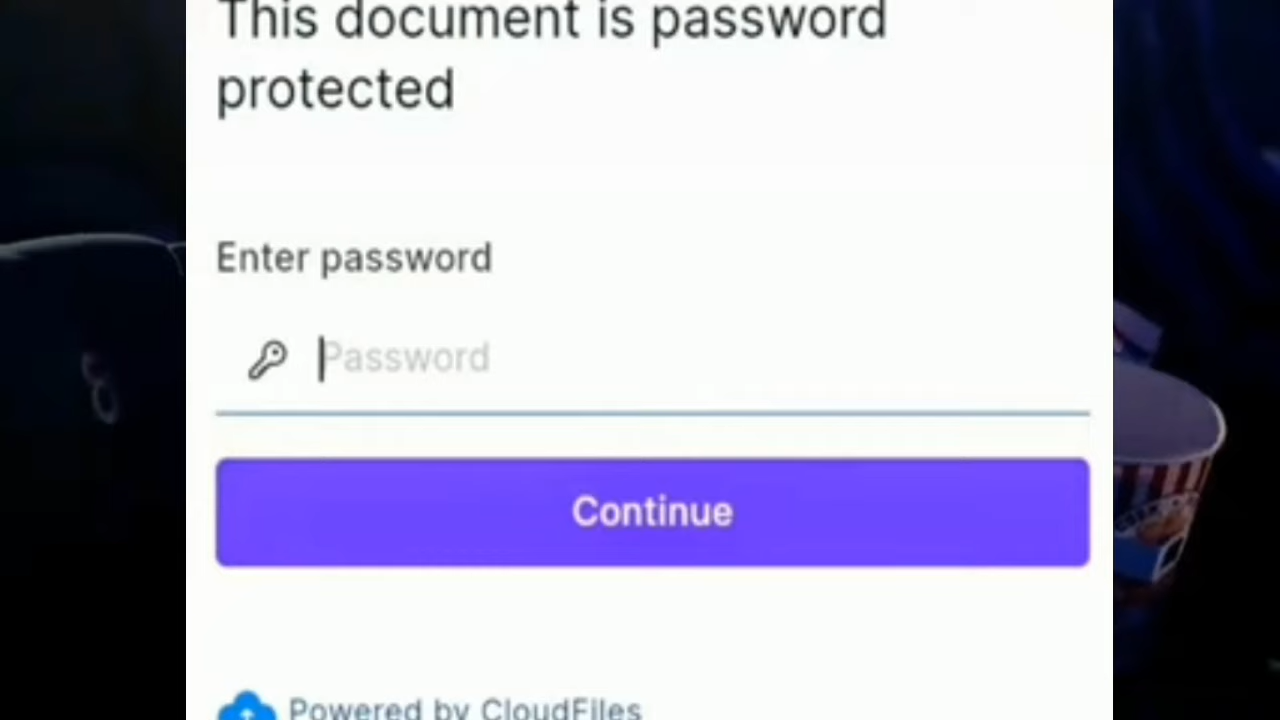 This document is password
protected
Enter password
Password
Continue
Powered by CloudFiles